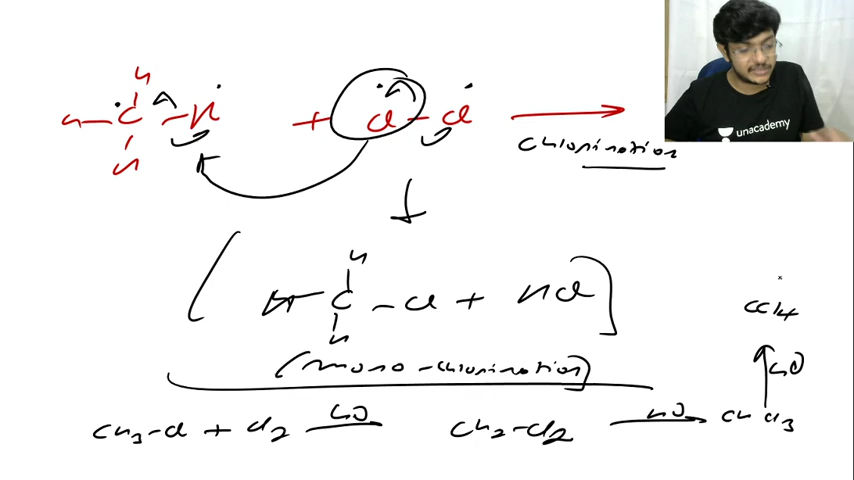 H
H — C — H + Cl — Cl →
chlorination
H
unacademy
H
H — C — Cl + HCl
H
(mono-chlorination)
CCl4
CH3-Cl + Cl2 CH2-Cl2 CHCl3